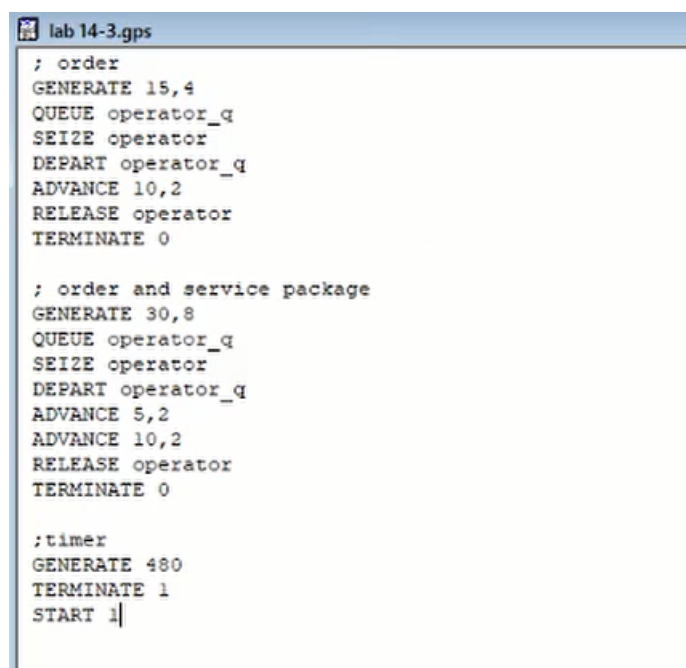 lab 14-3.gps
; order
GENERATE 15,4
QUEUE operator_q
SEIZE operator
DEPART operator_q
ADVANCE 10,2
RELEASE operator
TERMINATE 0
; order and service package
GENERATE 30,8
QUEUE operator_q
SEIZE operator
DEPART operator_q
ADVANCE 5,2
ADVANCE 10,2
RELEASE operator
TERMINATE 0
;timer
GENERATE 480
TERMINATE 1
START 1